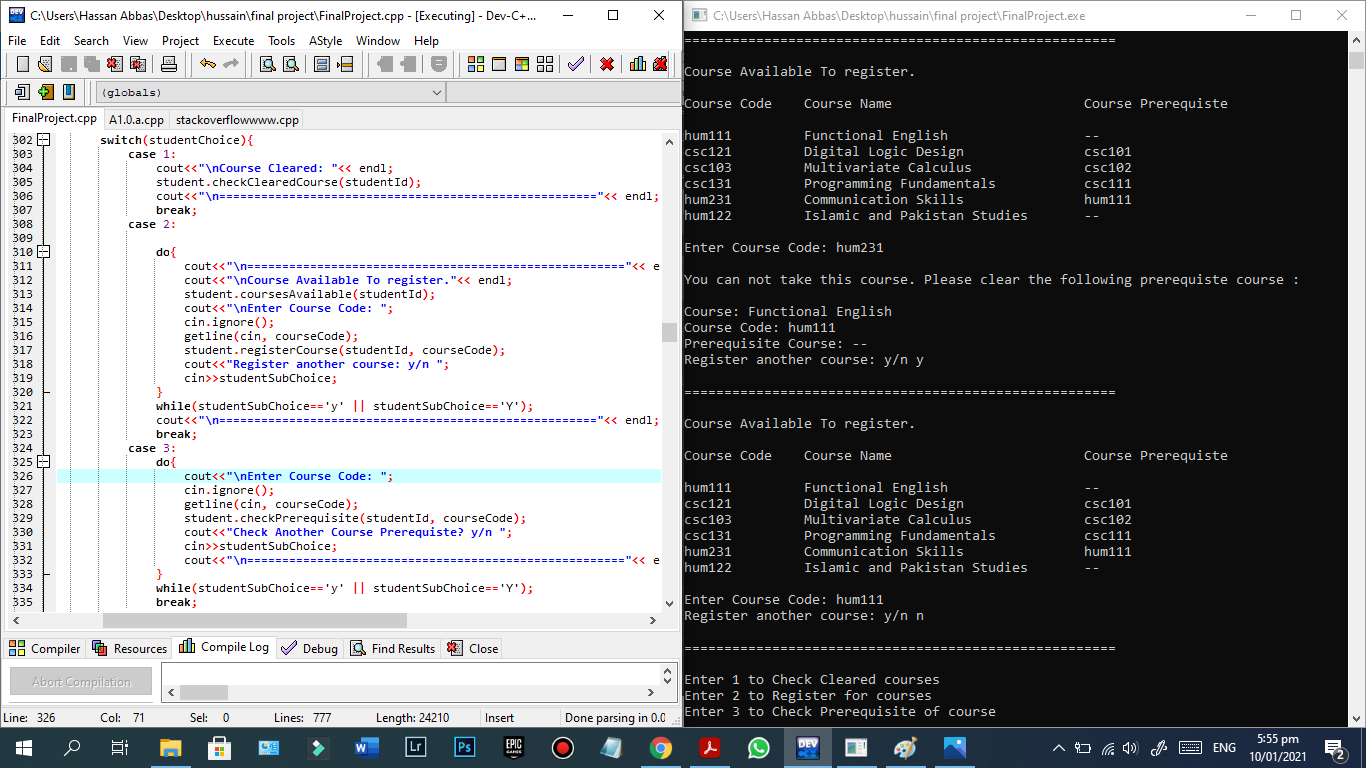 C:\Users\Hassan Abbas\Desktop\hussain\final project\FinalProject.cpp - [Executing] - Dev-C+...
File Edit Search View Project Execute Tools AStyle Window Help
(globals)
FinalProject.cpp A1.0.a.cpp stackoverflowwww.cpp
302 switch(studentChoice){
303 case 1:
304 cout<<"\nCourse Cleared: "<< endl;
305 student.checkClearedCourse(studentId);
306 cout<<"\n======================================================"<< endl;
307 break;
308 case 2:
309
310 do{
311 cout<<"\n======================================================"<< e
312 cout<<"\nCourse Available To register."<< endl;
313 student.coursesAvailable(studentId);
314 cout<<"\nEnter Course Code: ";
315 cin.ignore();
316 getline(cin, courseCode);
317 student.registerCourse(studentId, courseCode);
318 cout<<"Register another course: y/n ";
319 cin>>studentSubChoice;
320 }
321 while(studentSubChoice=='y' || studentSubChoice=='Y');
322 cout<<"\n======================================================"<< endl;
323 break;
324 case 3:
325 do{
326 cout<<"\nEnter Course Code: ";
327 cin.ignore();
328 getline(cin, courseCode);
329 student.checkPrerequisite(studentId, courseCode);
330 cout<<"Check Another Course Prerequiste? y/n ";
331 cin>>studentSubChoice;
332 cout<<"\n======================================================"<< e
333 }
334 while(studentSubChoice=='y' || studentSubChoice=='Y');
335 break;
Compiler Resources Compile Log Debug Find Results Close
Abort Compilation
Line: 326 Col: 71 Sel: 0 Lines: 777 Length: 24210 Insert Done parsing in 0.0
C:\Users\Hassan Abbas\Desktop\hussain\final project\FinalProject.exe
======================================================
Course Available To register.
Course Code Course Name Course Prerequiste
hum111 Functional English --
csc121 Digital Logic Design csc101
csc103 Multivariate Calculus csc102
csc131 Programming Fundamentals csc111
hum231 Communication Skills hum111
hum122 Islamic and Pakistan Studies --
Enter Course Code: hum231
You can not take this course. Please clear the following prerequiste course :
Course: Functional English
Course Code: hum111
Prerequisite Course: --
Register another course: y/n y
======================================================
Course Available To register.
Course Code Course Name Course Prerequiste
hum111 Functional English --
csc121 Digital Logic Design csc101
csc103 Multivariate Calculus csc102
csc131 Programming Fundamentals csc111
hum231 Communication Skills hum111
hum122 Islamic and Pakistan Studies --
Enter Course Code: hum111
Register another course: y/n n
======================================================
Enter 1 to Check Cleared courses
Enter 2 to Register for courses
Enter 3 to Check Prerequisite of course
W Lr Ps EPIC GAMES DEV ENG 5:55 pm
10/01/2021 2